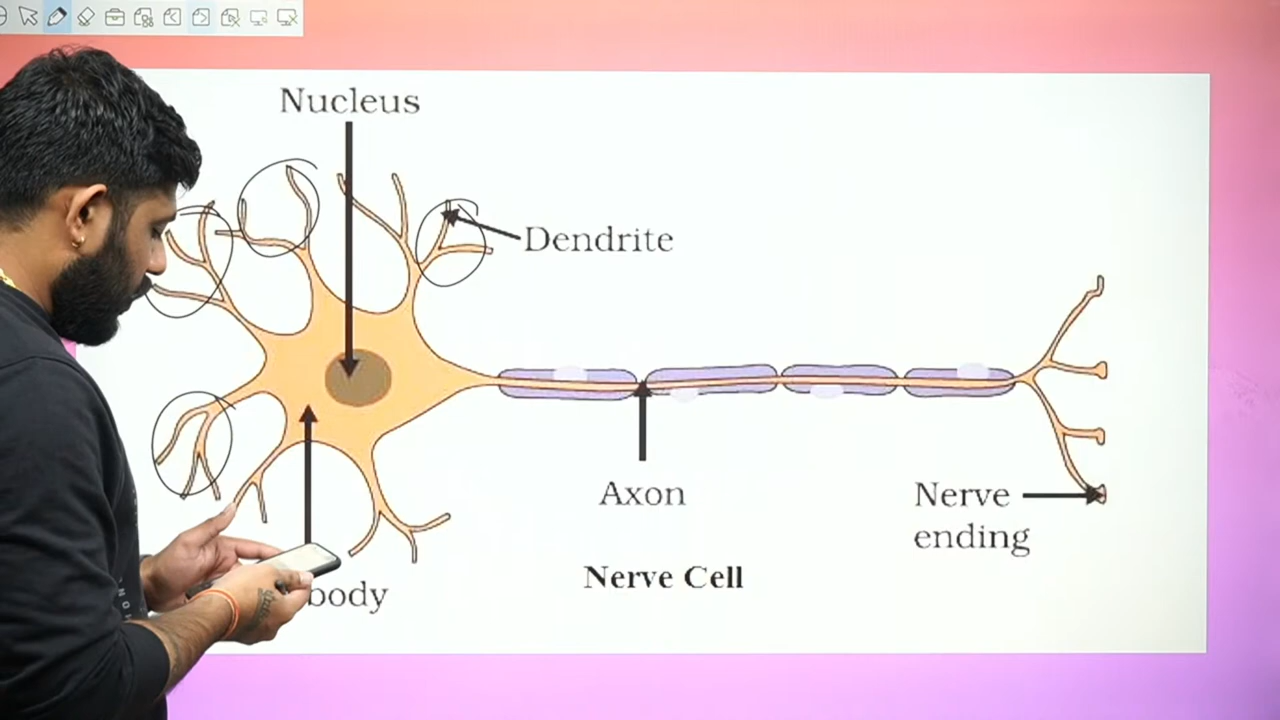 Nucleus
Dendrite
Axon
Nerve
ending
body
Nerve Cell